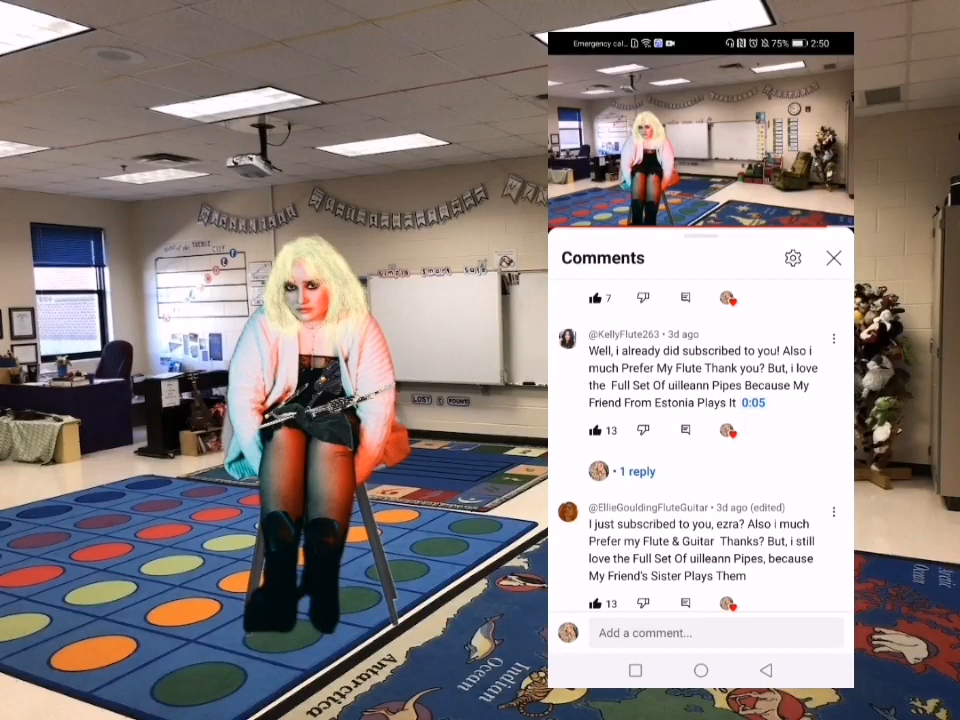 Emergency cal...
75%
2:50
Simple Smart Safe
LOST & FOUND
Comments
7
@KellyFlute263 • 3d ago
Well, i already did subscribed to you! Also i
much Prefer My Flute Thank you? But, i love
the Full Set Of uilleann Pipes Because My
Friend From Estonia Plays It 0:05
13
• 1 reply
@EllieGouldingFluteGuitar • 3d ago (edited)
I just subscribed to you, ezra? Also i much
Prefer my Flute & Guitar Thanks? But, i still
love the Full Set Of uilleann Pipes, because
My Friend's Sister Plays Them
13
Add a comment...
Antarctica
Indian
Ocean